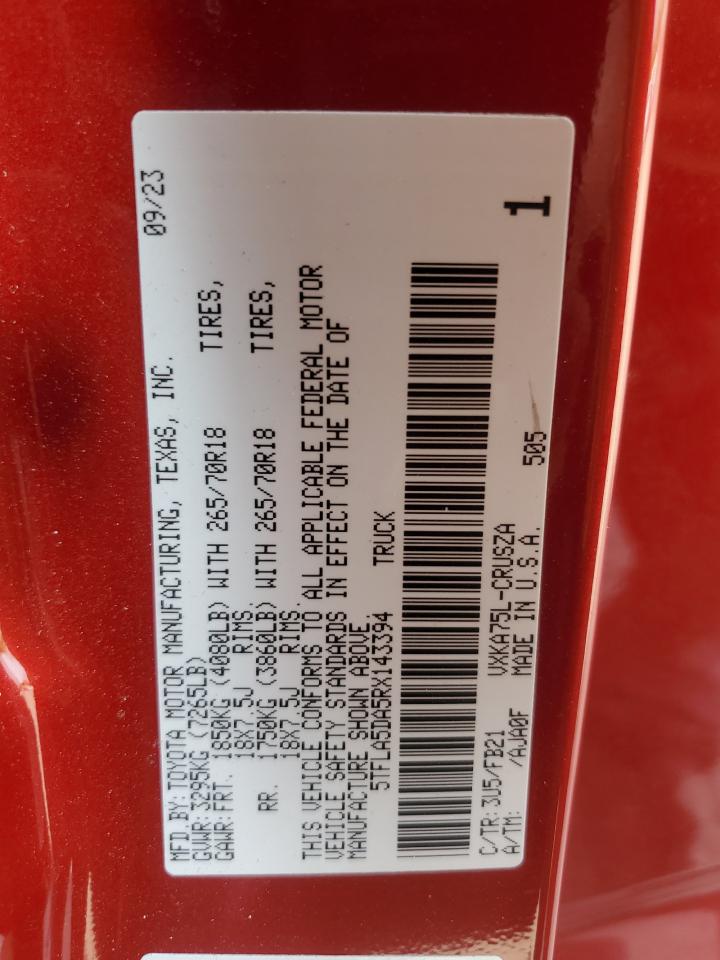 MFD.BY:TOYOTA MOTOR MANUFACTURING, TEXAS, INC. 09/23
GVWR:3295KG (7265LB)
GAWR:FRT. 1850KG (4080LB) WITH 265/70R18 TIRES,
18X7.5J RIMS.
RR. 1750KG (3860LB) WITH 265/70R18 TIRES,
18X7.5J RIMS.
THIS VEHICLE CONFORMS TO ALL APPLICABLE FEDERAL MOTOR
VEHICLE SAFETY STANDARDS IN EFFECT ON THE DATE OF
MANUFACTURE SHOWN ABOVE.
5TFLA5DA5RX143394 TRUCK
C/TR:3U5/FB21 VXKA75L-CRUSZA
A/TM: /AJA0F MADE IN U.S.A. 505
1